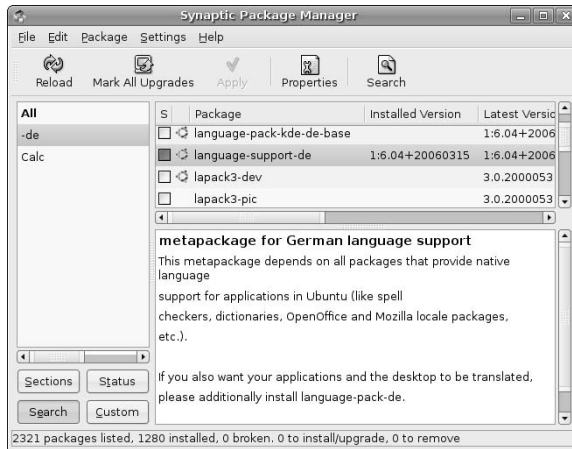 Synaptic Package Manager
File Edit Package Settings Help
Reload Mark All Upgrades Apply Properties Search
All
-de
Calc
S Package Installed Version Latest Versic
language-pack-kde-de-base 1:6.04+2006
language-support-de 1:6.04+20060315 1:6.04+2006
lapack3-dev 3.0.2000053
lapack3-pic 3.0.2000053
metapackage for German language support
This metapackage depends on all packages that provide native
language
support for applications in Ubuntu (like spell
checkers, dictionaries, OpenOffice and Mozilla locale packages,
etc.).
If you also want your applications and the desktop to be translated,
please additionally install language-pack-de.
Sections Status
Search Custom
2321 packages listed, 1280 installed, 0 broken. 0 to install/upgrade, 0 to remove